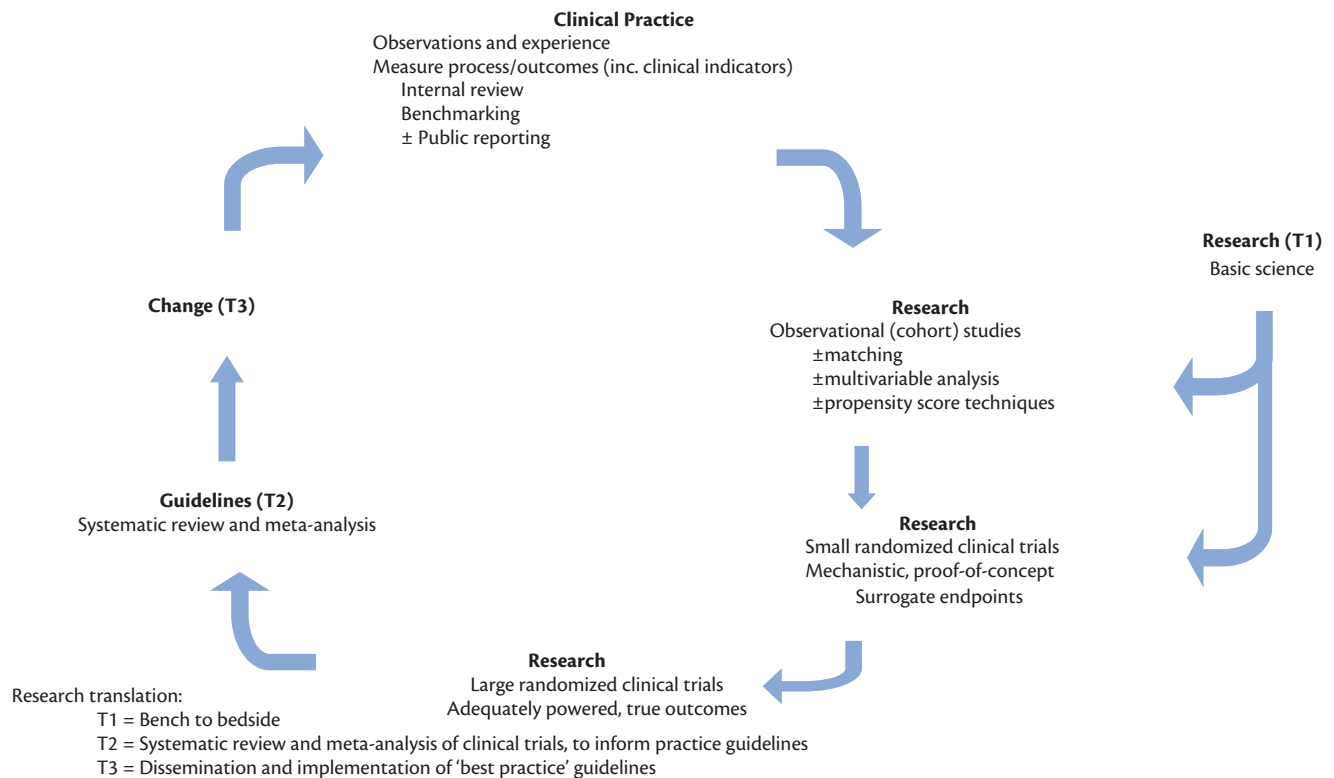 Clinical Practice
Observations and experience
Measure process/outcomes (inc. clinical indicators)
Internal review
Benchmarking
± Public reporting
Research (T1)
Basic science
Research
Observational (cohort) studies
±matching
±multivariable analysis
±propensity score techniques
Research
Small randomized clinical trials
Mechanistic, proof-of-concept
Surrogate endpoints
Research
Large randomized clinical trials
Adequately powered, true outcomes
Guidelines (T2)
Systematic review and meta-analysis
Change (T3)
Research translation:
T1 = Bench to bedside
T2 = Systematic review and meta-analysis of clinical trials, to inform practice guidelines
T3 = Dissemination and implementation of ‘best practice’ guidelines